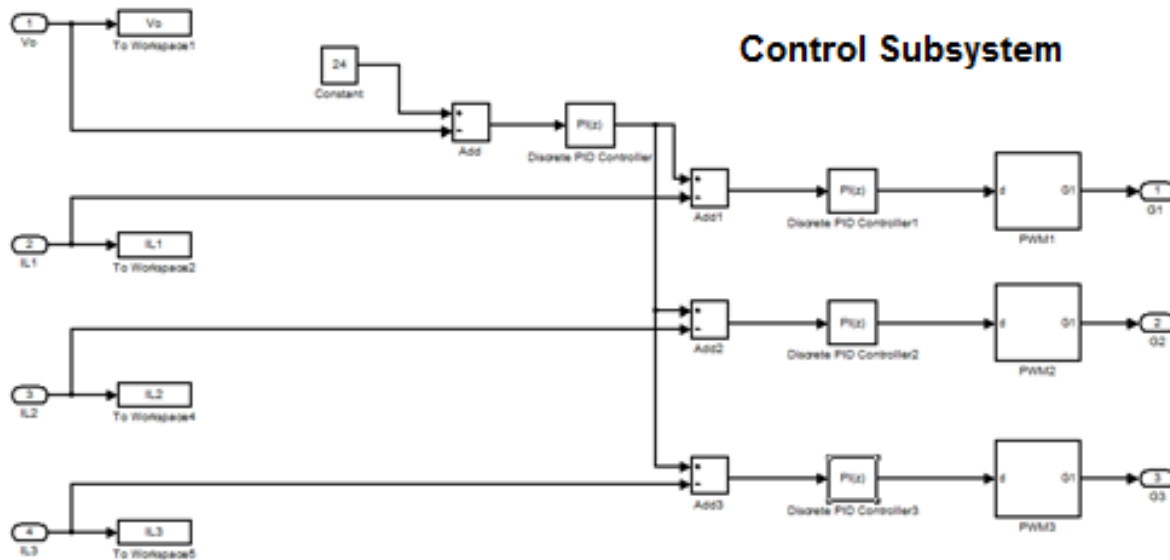 1
Vo
Vo
To Workspace1
Control Subsystem
24
Constant
+
-
Add
PI(z)
Discrete PID Controller
+
-
Add1
PI(z)
Discrete PID Controller1
d
G1
PWM1
1
G1
2
IL1
IL1
To Workspace2
+
-
Add2
PI(z)
Discrete PID Controller2
d
G1
PWM2
2
G2
3
IL2
IL2
To Workspace4
+
-
Add3
PI(z)
Discrete PID Controller3
d
G1
PWM3
3
G3
4
IL3
IL3
To Workspace5